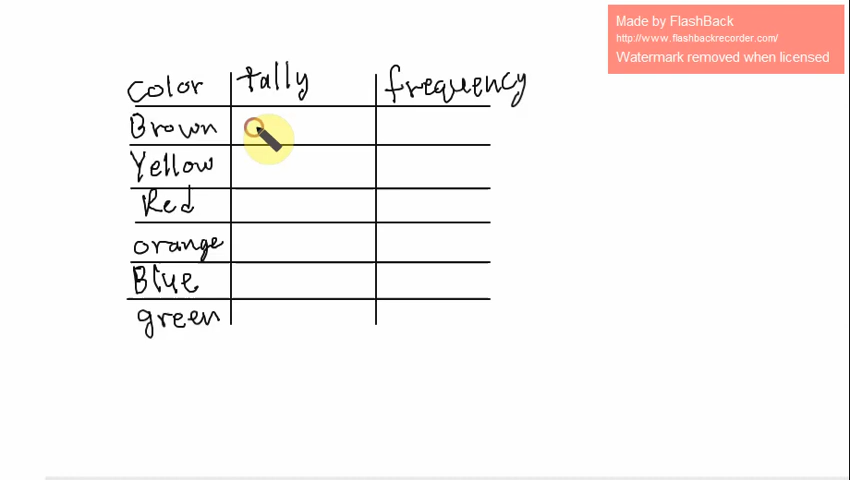 Made by FlashBack
http://www.flashbackrecorder.com/
Watermark removed when licensed
Color tally frequency
Brown
Yellow
Red
orange
Blue
green